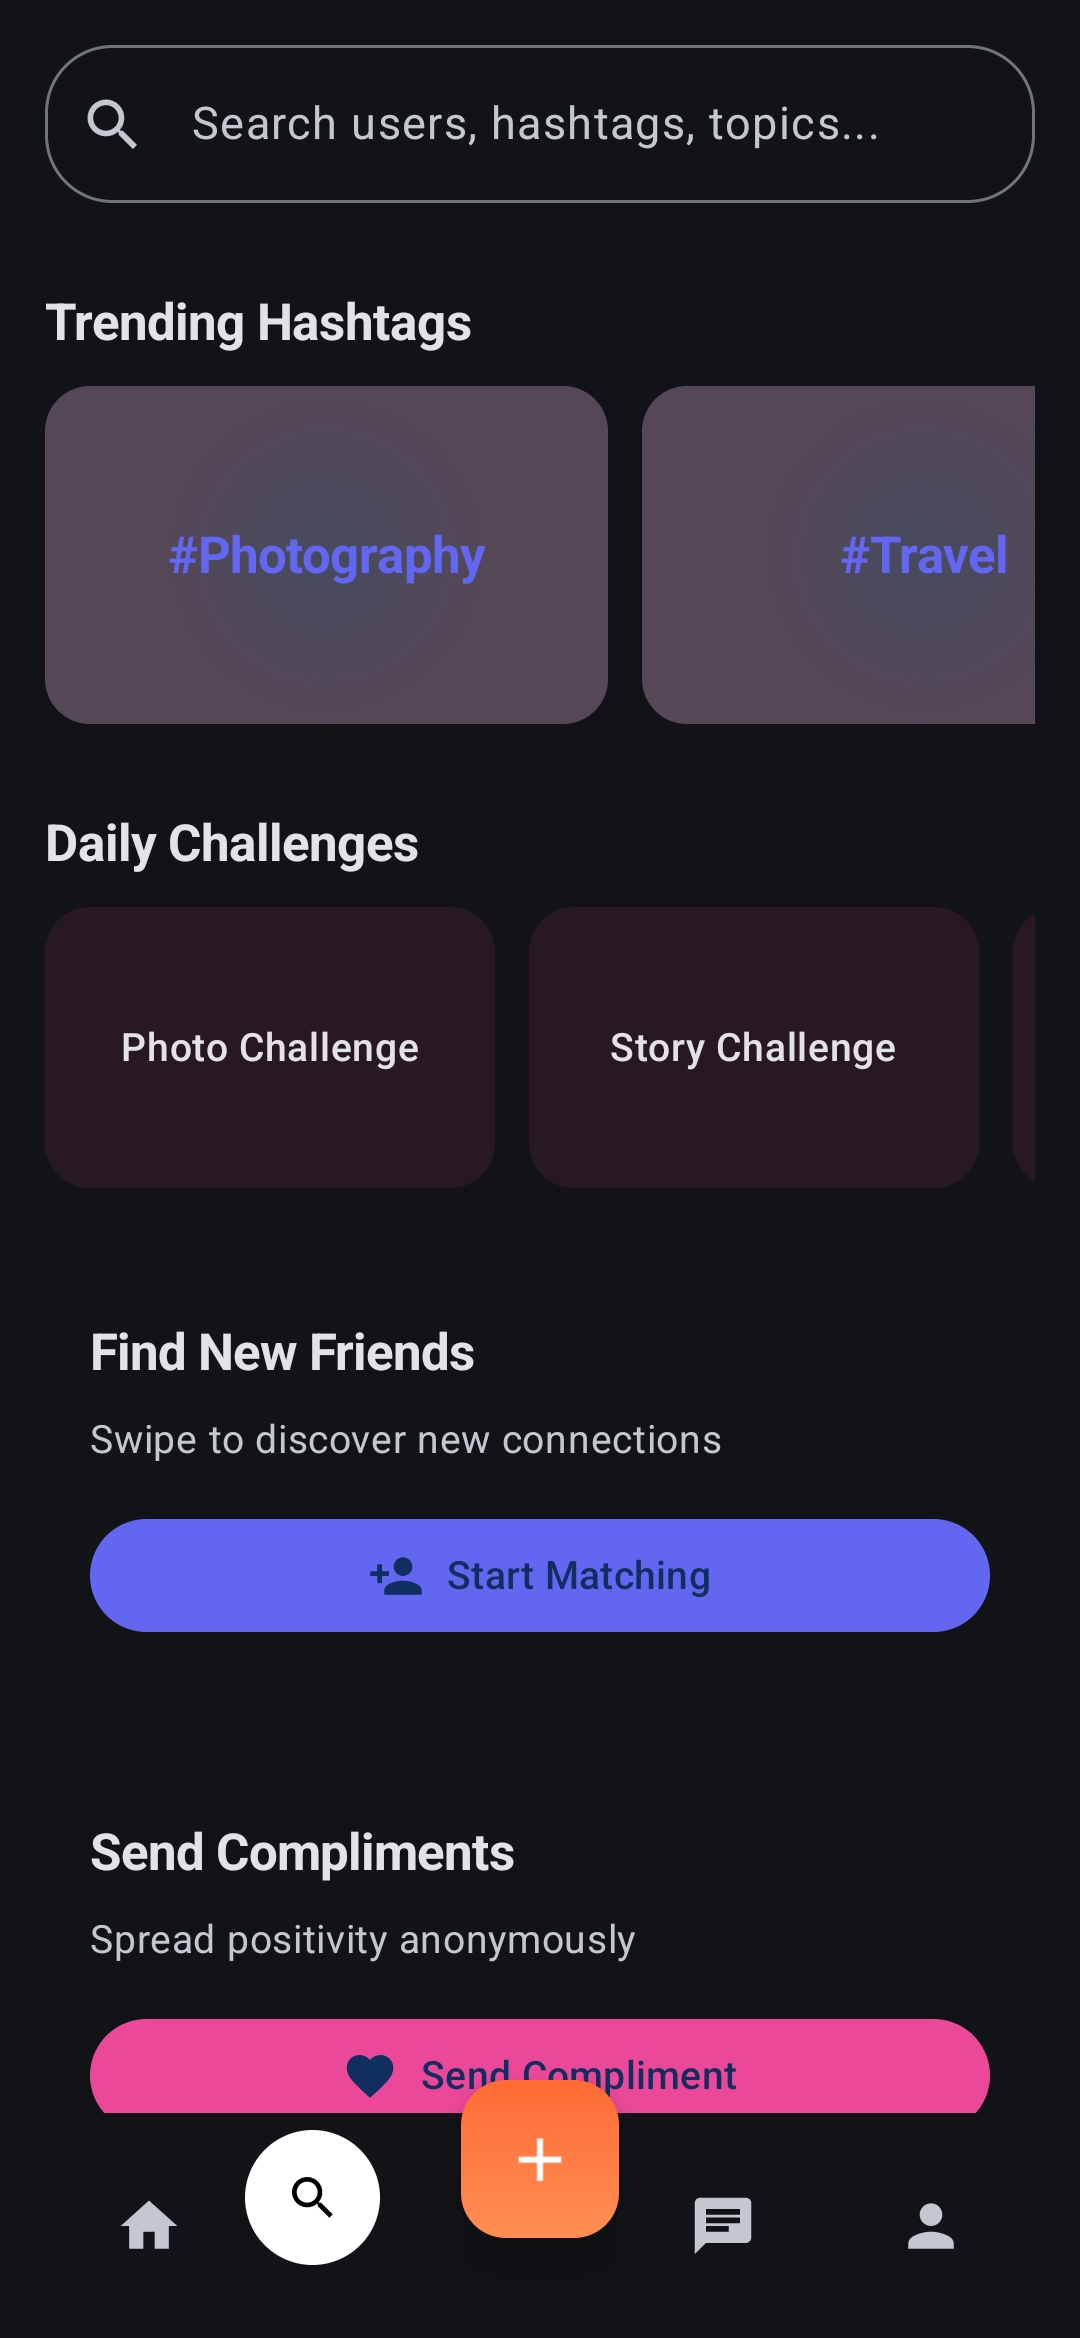 Search users, hashtags, topics...
Trending Hashtags
#Photography
#Travel
Daily Challenges
Photo Challenge
Story Challenge
Find New Friends
Swipe to discover new connections
Start Matching
Send Compliments
Spread positivity anonymously
Send Compliment